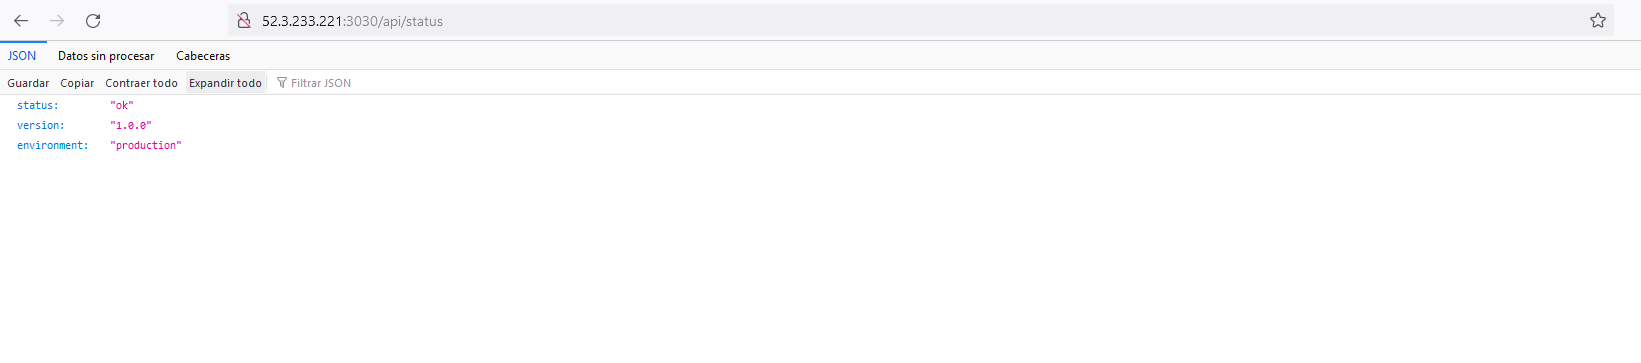 52.3.233.221:3030/api/status
JSON Datos sin procesar Cabeceras
Guardar Copiar Contraer todo Expandir todo Filtrar JSON
status: "ok"
version: "1.0.0"
environment: "production"